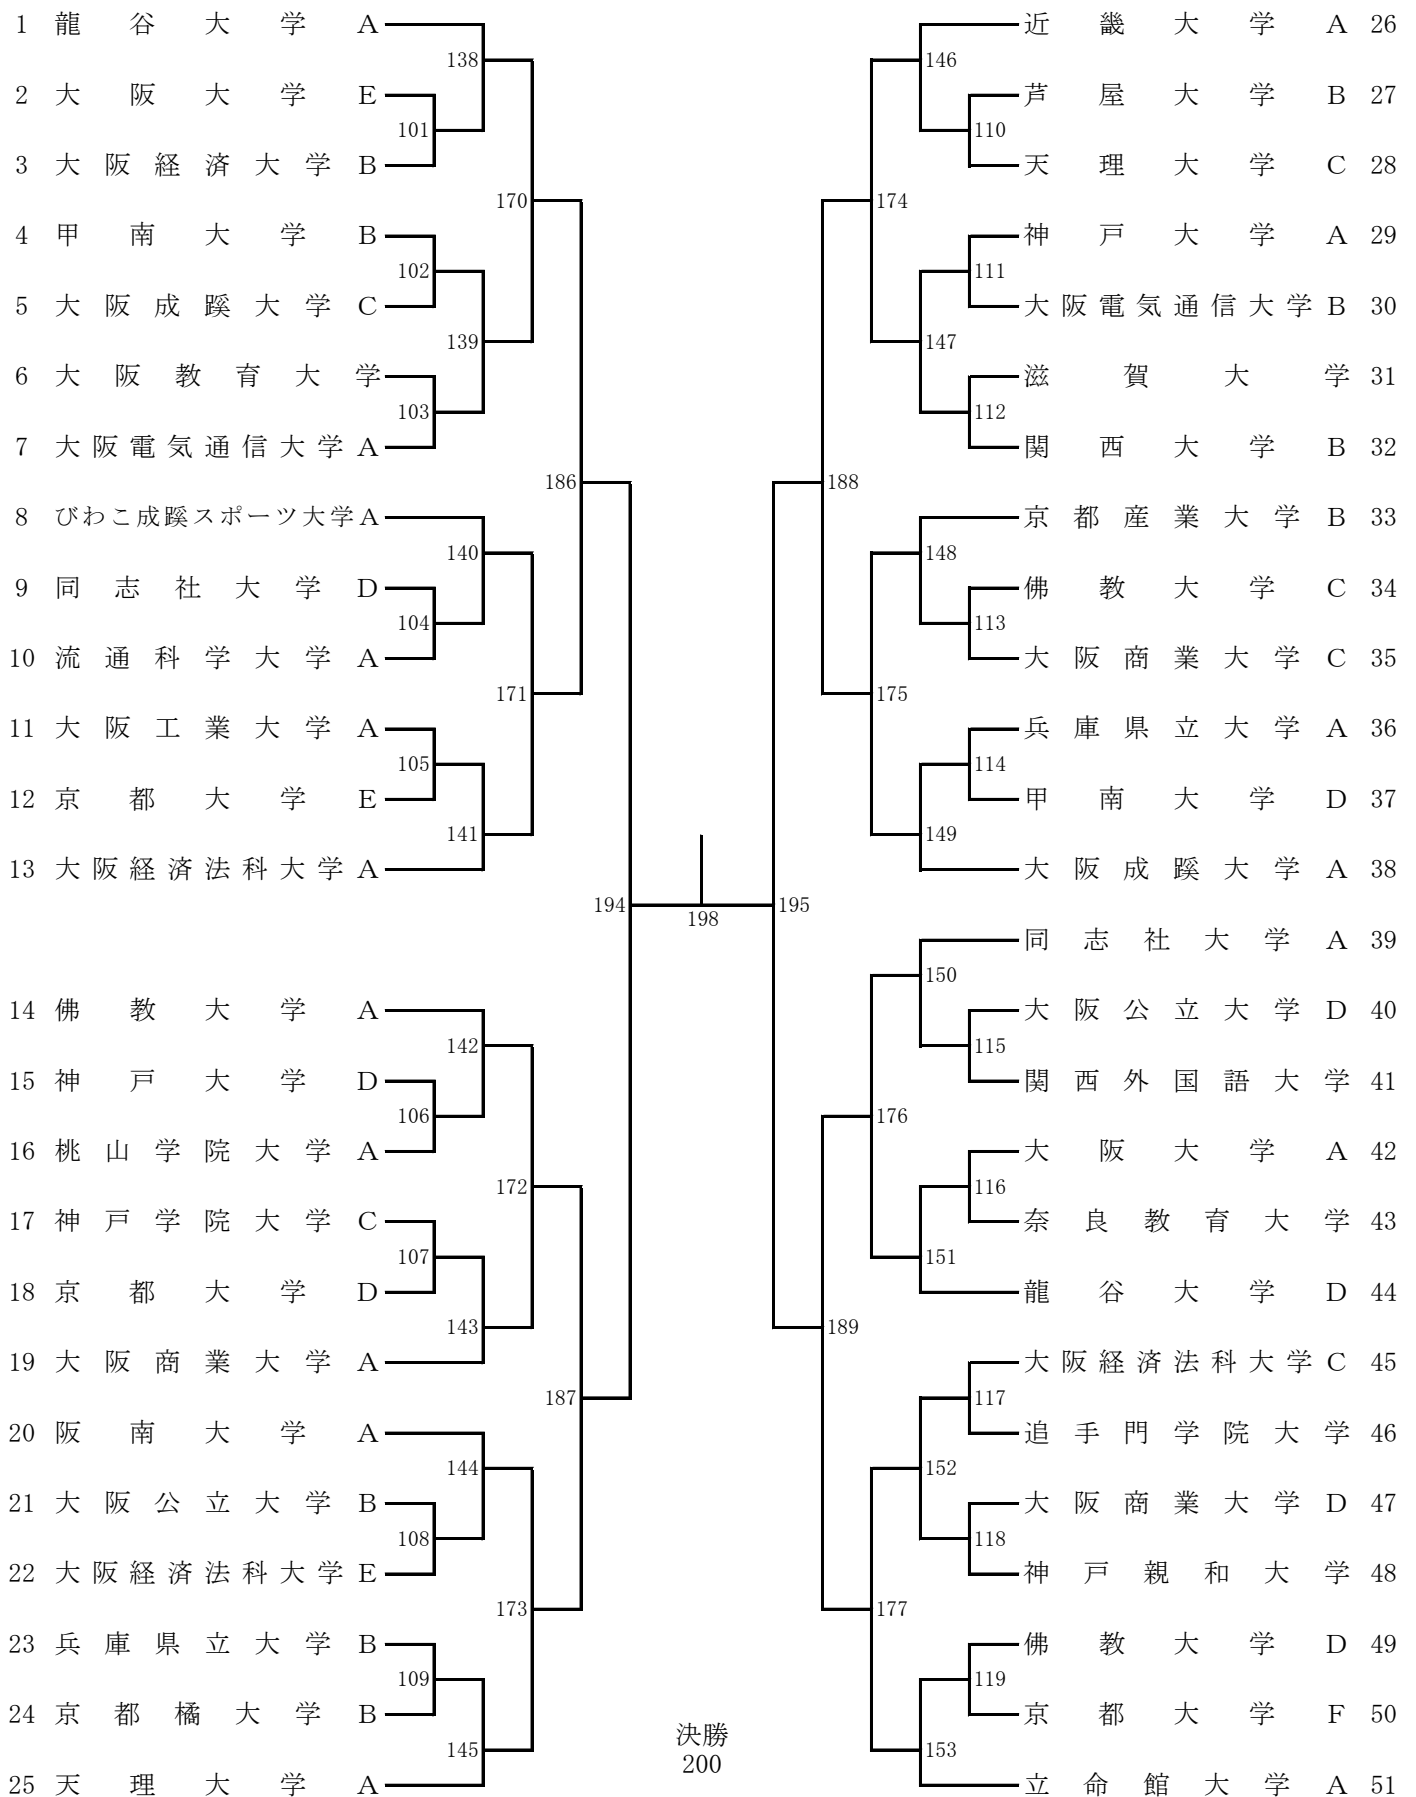 1 龍谷大学 A
138
2 大阪大学 E
101
3 大阪経済大学 B
170
4 甲南大学 B
102
5 大阪成蹊大学 C
139
6 大阪教育大学
103
7 大阪電気通信大学 A
186
8 びわこ成蹊スポーツ大学 A
140
9 同志社大学 D
104
10 流通科学大学 A
171
11 大阪工業大学 A
105
12 京都大学 E
141
13 大阪経済法科大学 A
194
14 佛教大学 A
142
15 神戸大学 D
106
16 桃山学院大学 A
172
17 神戸学院大学 C
107
18 京都大学 D
143
19 大阪商業大学 A
187
20 阪南大学 A
144
21 大阪公立大学 B
108
22 大阪経済法科大学 E
173
23 兵庫県立大学 B
109
24 京都橘大学 B
145
25 天理大学 A
198
決勝
200
近畿大学 A 26
146
芦屋大学 B 27
110
天理大学 C 28
174
神戸大学 A 29
111
大阪電気通信大学 B 30
147
滋賀大学 31
112
関西大学 B 32
188
京都産業大学 B 33
148
佛教大学 C 34
113
大阪商業大学 C 35
175
兵庫県立大学 A 36
114
甲南大学 D 37
149
大阪成蹊大学 A 38
195
同志社大学 A 39
150
大阪公立大学 D 40
115
関西外国語大学 41
176
大阪大学 A 42
116
奈良教育大学 43
151
龍谷大学 D 44
189
大阪経済法科大学 C 45
117
追手門学院大学 46
152
大阪商業大学 D 47
118
神戸親和大学 48
177
佛教大学 D 49
119
京都大学 F 50
153
立命館大学 A 51